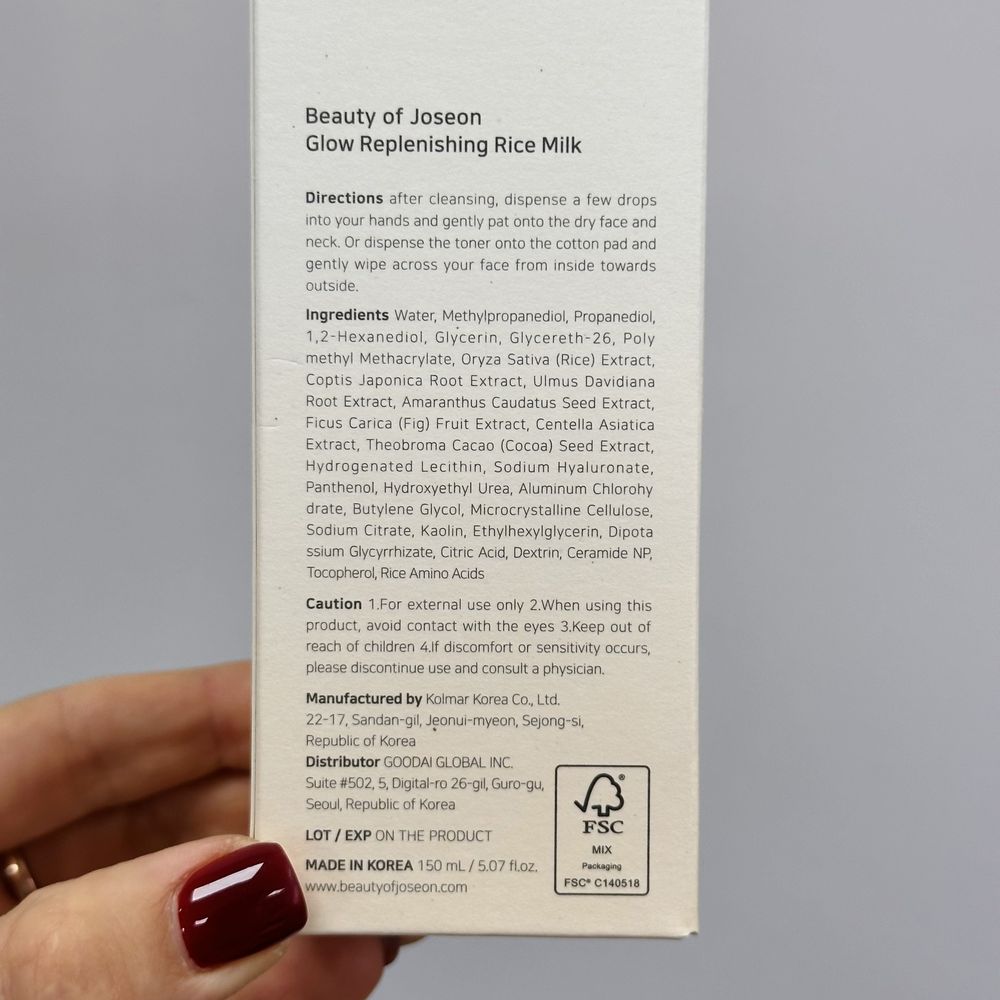 Beauty of Joseon
Glow Replenishing Rice Milk
Directions after cleansing, dispense a few drops
into your hands and gently pat onto the dry face and
neck. Or dispense the toner onto the cotton pad and
gently wipe across your face from inside towards
outside.
Ingredients Water, Methylpropanediol, Propanediol,
1,2-Hexanediol, Glycerin, Glycereth-26, Poly
methyl Methacrylate, Oryza Sativa (Rice) Extract,
Coptis Japonica Root Extract, Ulmus Davidiana
Root Extract, Amaranthus Caudatus Seed Extract,
Ficus Carica (Fig) Fruit Extract, Centella Asiatica
Extract, Theobroma Cacao (Cocoa) Seed Extract,
Hydrogenated Lecithin, Sodium Hyaluronate,
Panthenol, Hydroxyethyl Urea, Aluminum Chlorohy
drate, Butylene Glycol, Microcrystalline Cellulose,
Sodium Citrate, Kaolin, Ethylhexylglycerin, Dipota
ssium Glycyrrhizate, Citric Acid, Dextrin, Ceramide NP,
Tocopherol, Rice Amino Acids
Caution 1.For external use only 2.When using this
product, avoid contact with the eyes 3.Keep out of
reach of children 4.If discomfort or sensitivity occurs,
please discontinue use and consult a physician.
Manufactured by Kolmar Korea Co., Ltd.
22-17, Sandan-gil, Jeonui-myeon, Sejong-si,
Republic of Korea
Distributor GOODAI GLOBAL INC.
Suite #502, 5, Digital-ro 26-gil, Guro-gu,
Seoul, Republic of Korea
LOT / EXP ON THE PRODUCT
MADE IN KOREA 150 mL / 5.07 fl.oz.
www.beautyofjoseon.com
®
FSC
MIX
Packaging
FSC® C140518